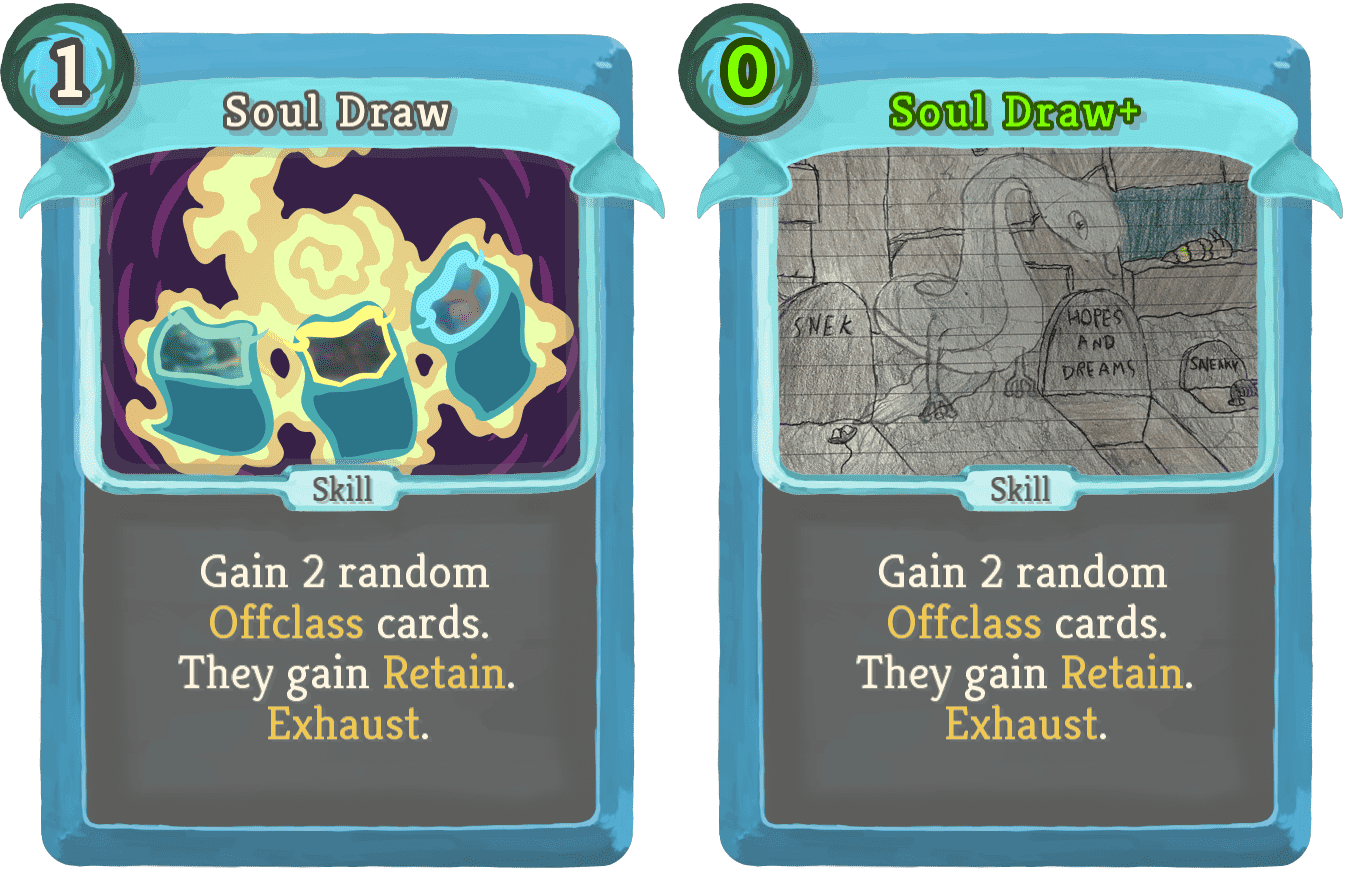 1
Soul Draw
Skill
Gain 2 random
Offclass cards.
They gain Retain.
Exhaust.
0
Soul Draw+
SNEK
HOPES
AND
DREAMS
SNEAKY
Skill
Gain 2 random
Offclass cards.
They gain Retain.
Exhaust.